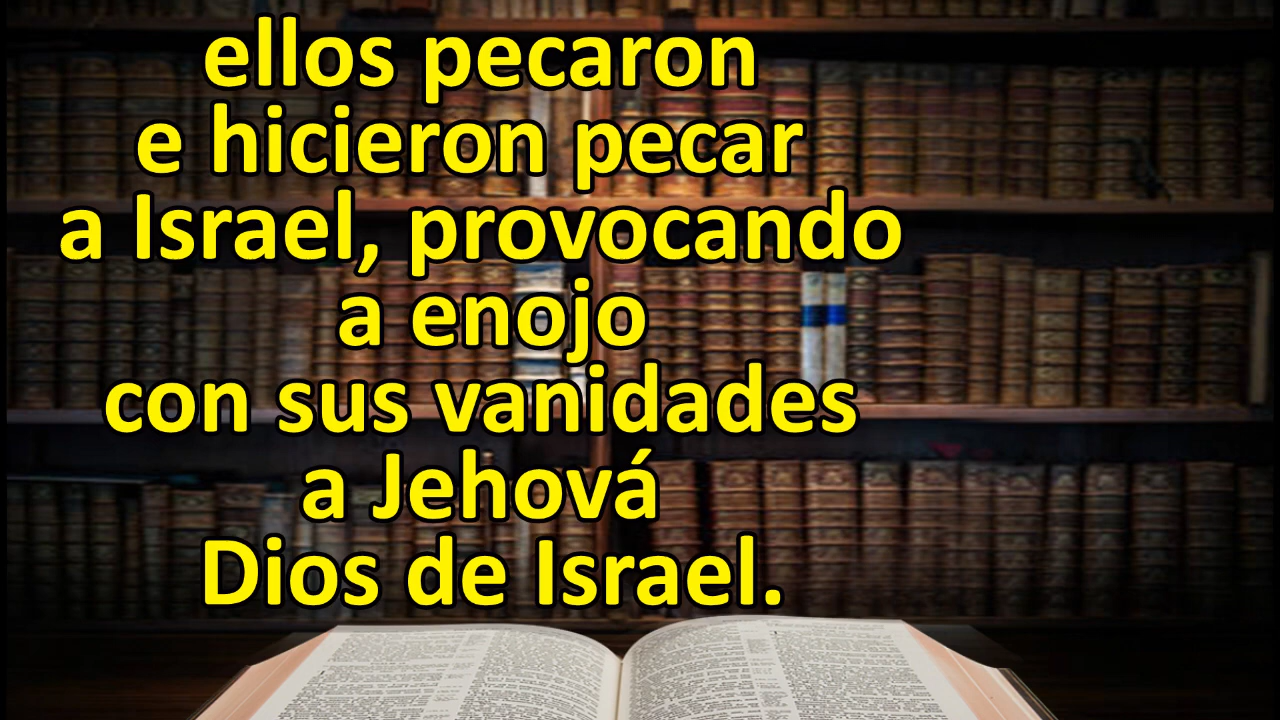 ellos pecaron
e hicieron pecar
a Israel, provocando
a enojo
con sus vanidades
a Jehová
Dios de Israel.